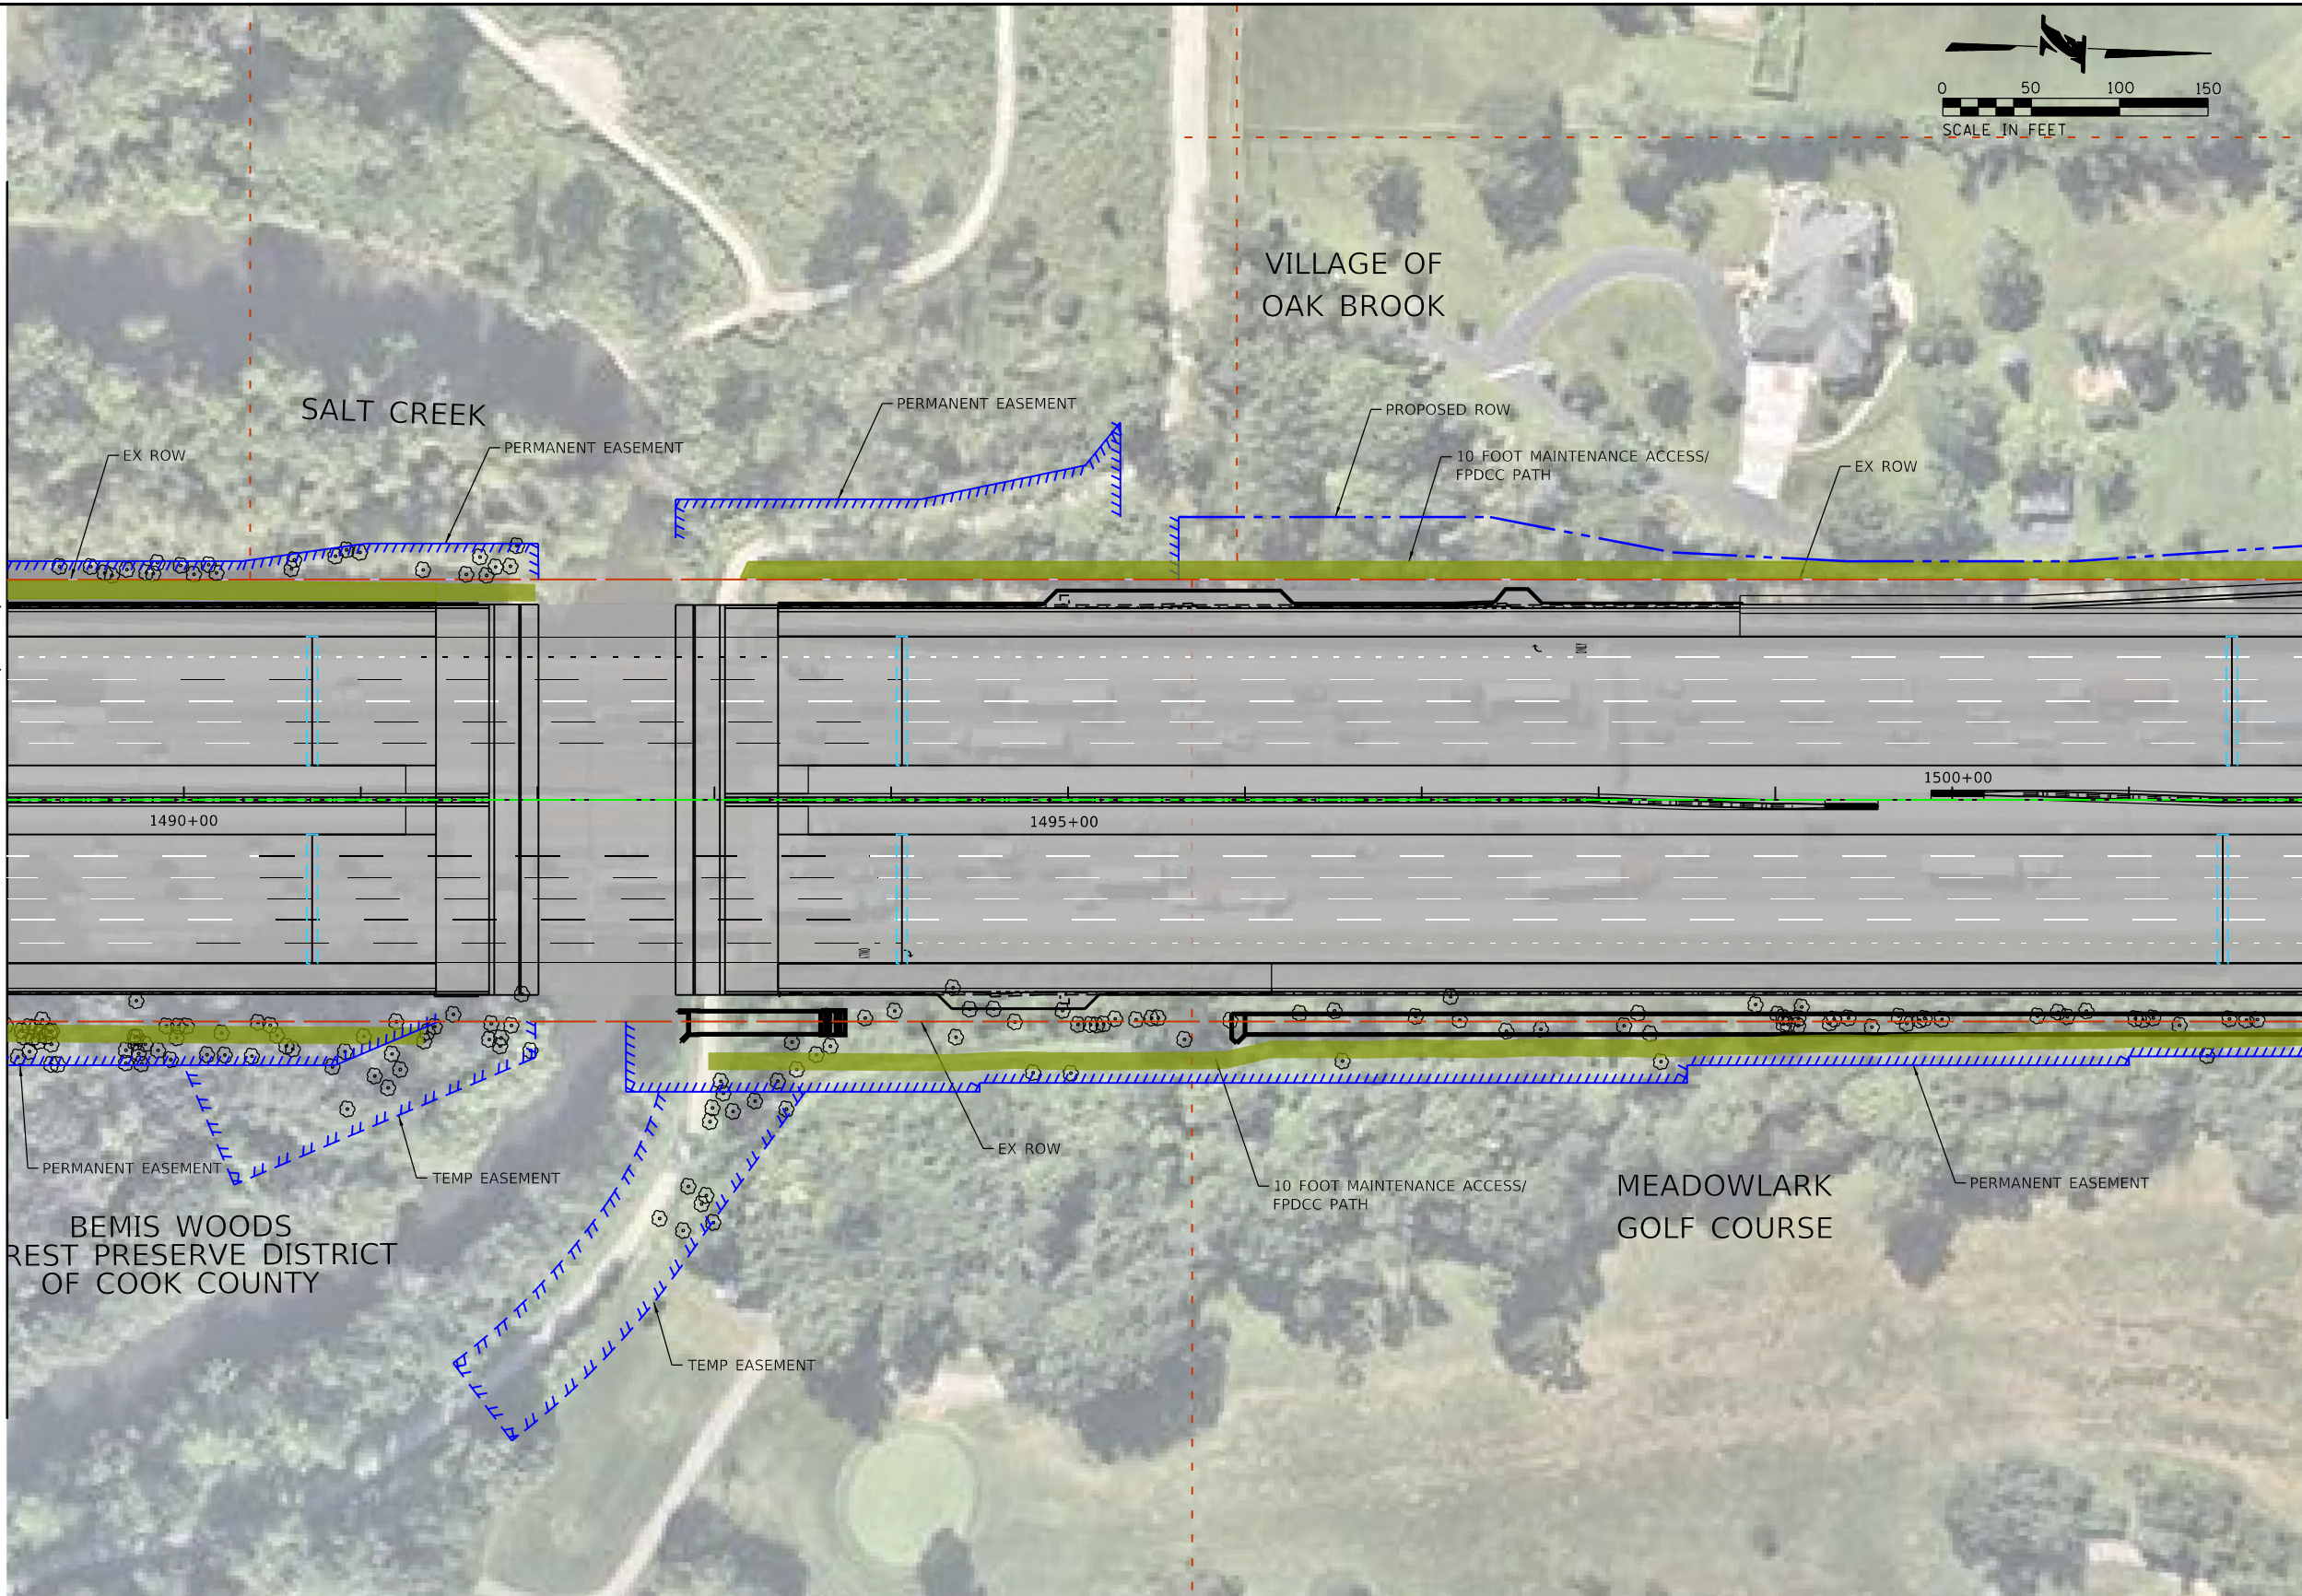 0 50 100 150
SCALE IN FEET
VILLAGE OF
OAK BROOK
SALT CREEK
PERMANENT EASEMENT
PROPOSED ROW
PERMANENT EASEMENT
EX ROW
10 FOOT MAINTENANCE ACCESS/
FPDCC PATH
EX ROW
1500+00
1490+00
1495+00
EX ROW
PERMANENT EASEMENT
TEMP EASEMENT
10 FOOT MAINTENANCE ACCESS/
FPDCC PATH
MEADOWLARK
GOLF COURSE
PERMANENT EASEMENT
BEMIS WOODS
REST PRESERVE DISTRICT
OF COOK COUNTY
TEMP EASEMENT